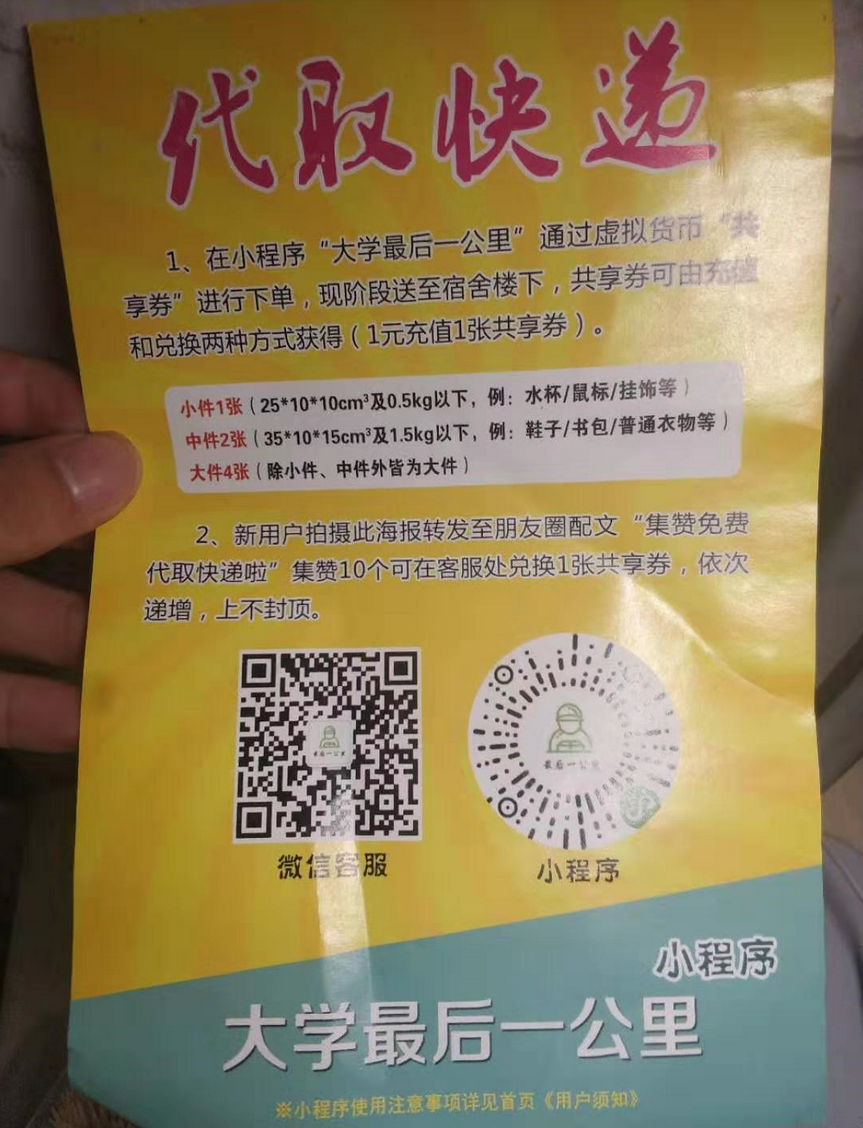 代取快递
1、在小程序“大学最后一公里”通过虚拟货币“共
享券”进行下单，现阶段送至宿舍楼下，共享券可由充值
和兑换两种方式获得（1元充值1张共享券）。
小件1张（25*10*10cm³及0.5kg以下，例：水杯/鼠标/挂饰等）
中件2张（35*10*15cm³及1.5kg以下，例：鞋子/书包/普通衣物等）
大件4张（除小件、中件外皆为大件）
2、新用户拍摄此海报转发至朋友圈配文“集赞免费
代取快递啦”集赞10个可在客服处兑换1张共享券，依次
递增，上不封顶。
最后一公里
最后一公里
微信客服
小程序
小程序
大学最后一公里
※小程序使用注意事项详见首页《用户须知》